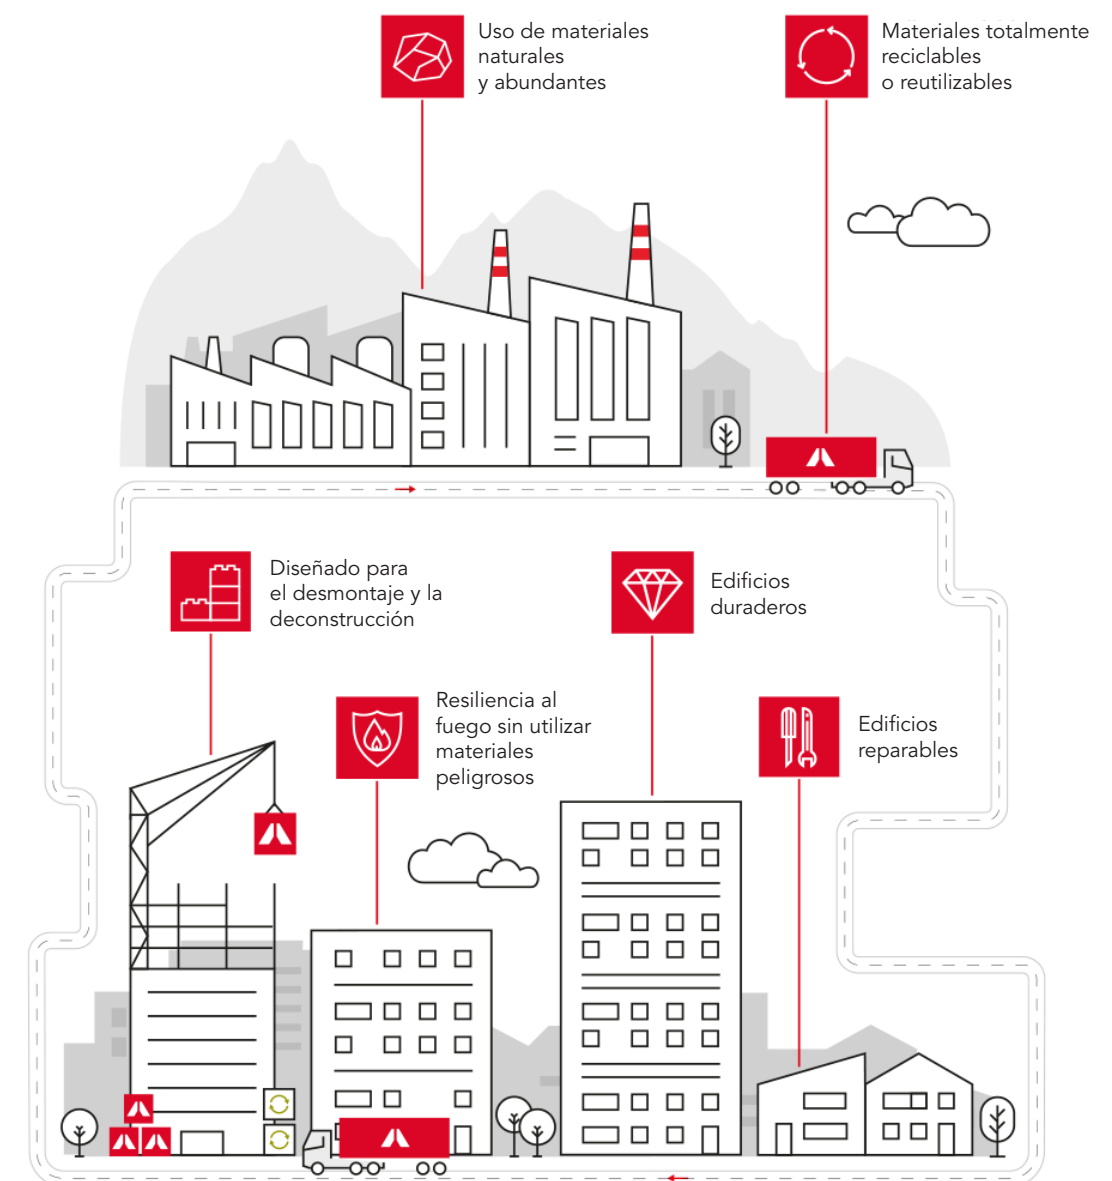 Uso de materiales
naturales
y abundantes
Materiales totalmente
reciclables
o reutilizables
Diseñado para
el desmontaje y la
deconstrucción
Edificios
duraderos
Resiliencia al
fuego sin utilizar
materiales
peligrosos
Edificios
reparables